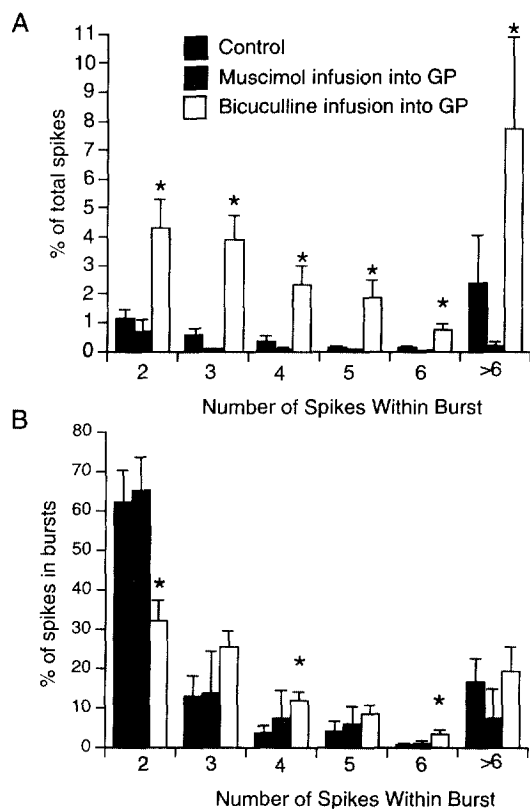 A
Control
Muscimol infusion into GP
Bicuculline infusion into GP
% of total spikes
11
10
9
8
7
6
5
4
3
2
1
0
* * * * * *
2 3 4 5 6 >6
Number of Spikes Within Burst
B
% of spikes in bursts
80
70
60
50
40
30
20
10
0
* * *
2 3 4 5 6 >6
Number of Spikes Within Burst